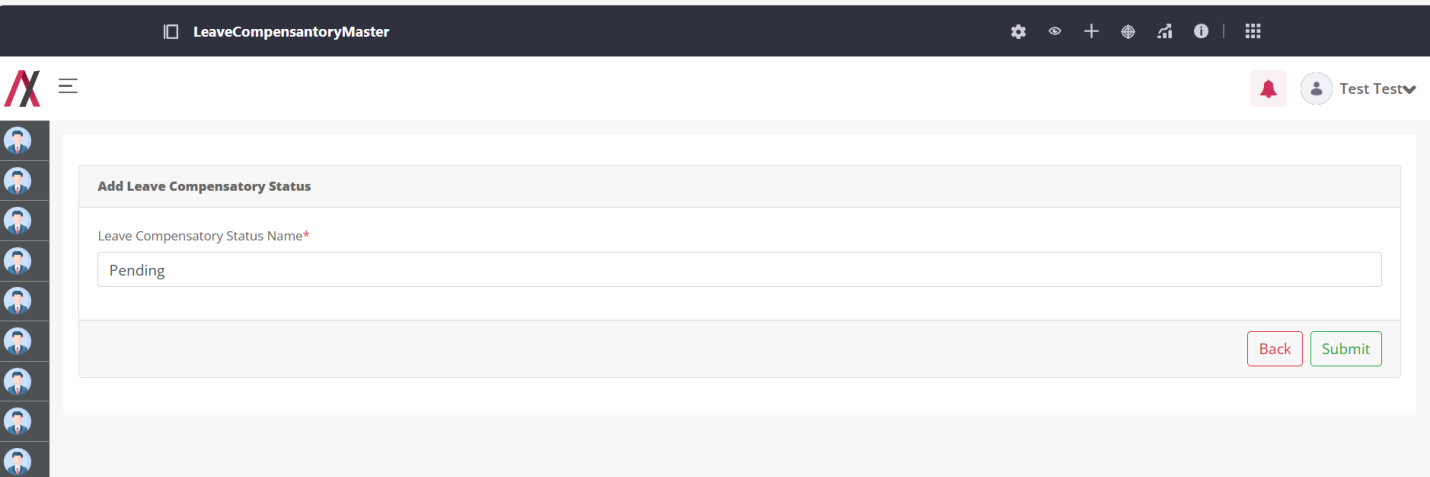 LeaveCompensantoryMaster
Test Test
Add Leave Compensatory Status
Leave Compensatory Status Name*
Pending
Back Submit